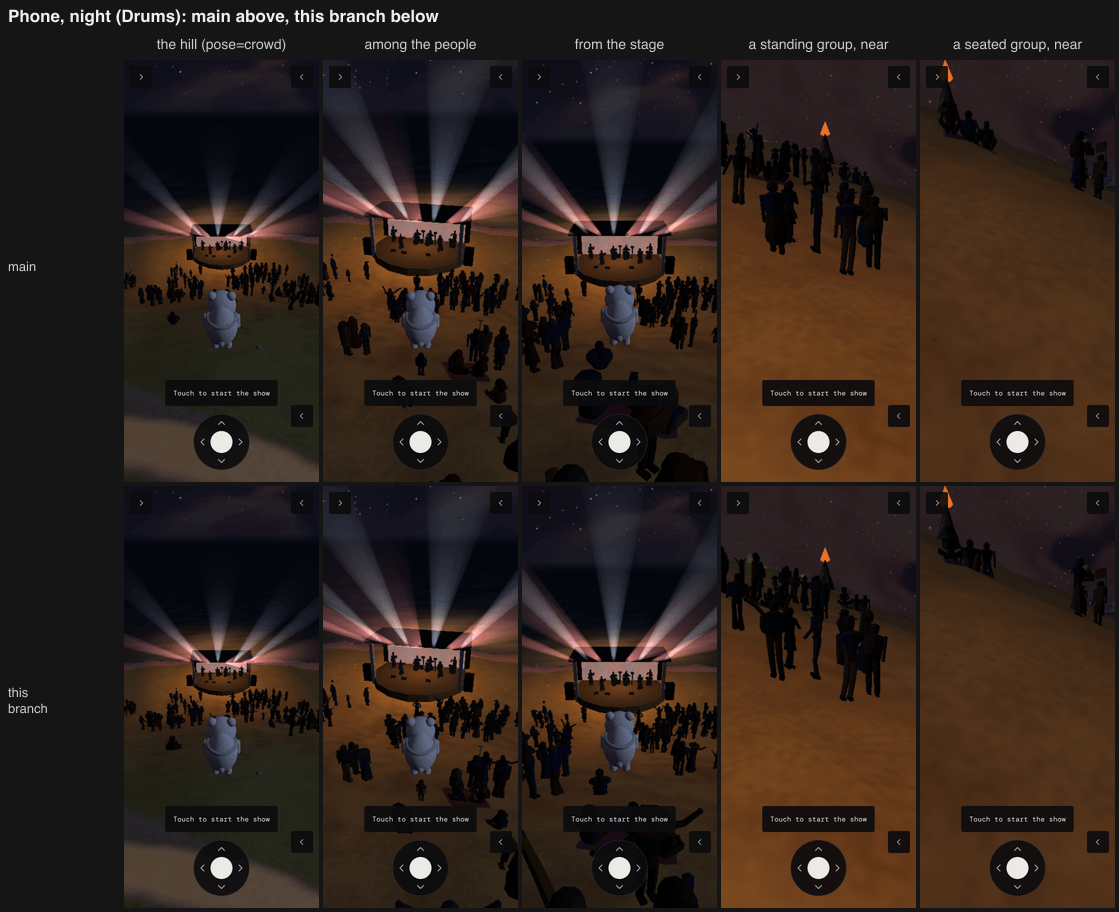 Phone, night (Drums): main above, this branch below
the hill (pose=crowd)
among the people
from the stage
a standing group, near
a seated group, near
main
Touch to start the show
Touch to start the show
Touch to start the show
Touch to start the show
Touch to start the show
this
branch
Touch to start the show
Touch to start the show
Touch to start the show
Touch to start the show
Touch to start the show